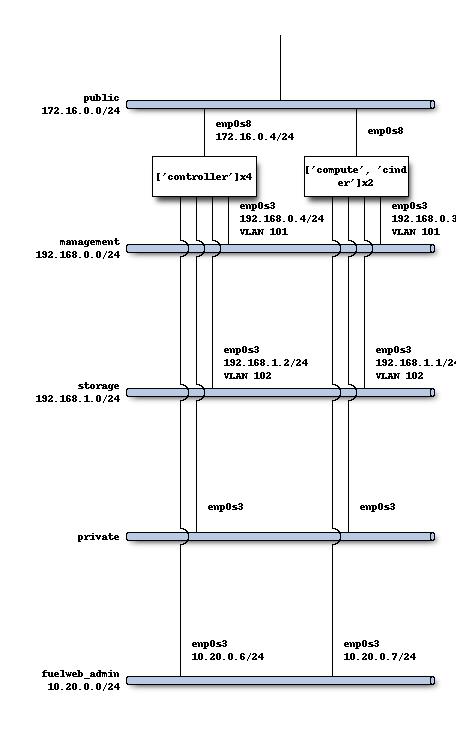 public
172.16.0.0/24
enp0s8
172.16.0.4/24
enp0s8
['controller']x4
['compute', 'cind
er']x2
enp0s3
192.168.0.4/24
VLAN 101
enp0s3
192.168.0.3
VLAN 101
management
192.168.0.0/24
enp0s3
192.168.1.2/24
VLAN 102
enp0s3
192.168.1.1/24
VLAN 102
storage
192.168.1.0/24
enp0s3
enp0s3
private
enp0s3
10.20.0.6/24
enp0s3
10.20.0.7/24
fuelweb_admin
10.20.0.0/24